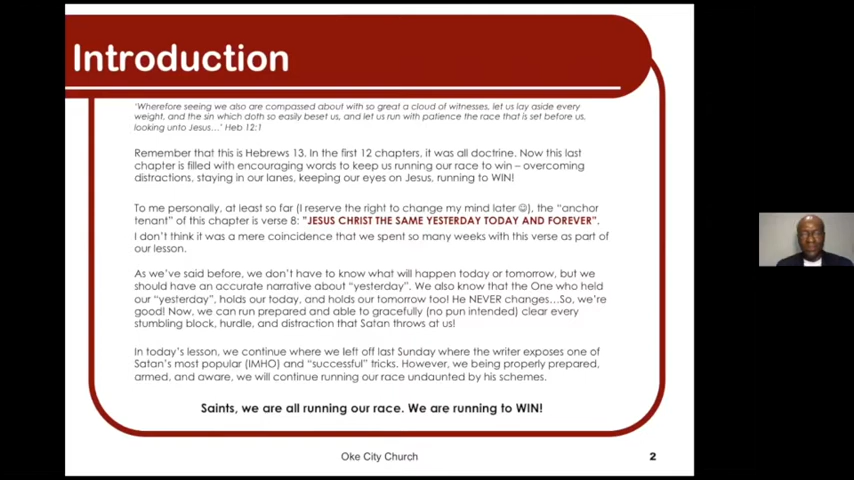 Introduction
'Wherefore seeing we also are compassed about with so great a cloud of witnesses, let us lay aside every
weight, and the sin which doth so easily beset us, and let us run with patience the race that is set before us,
looking unto Jesus…' Heb 12:1
Remember that this is Hebrews 13. In the first 12 chapters, it was all doctrine. Now this last
chapter is filled with encouraging words to keep us running our race to win – overcoming
distractions, staying in our lanes, keeping our eyes on Jesus, running to WIN!
To me personally, at least so far (I reserve the right to change my mind later ☺), the "anchor
tenant" of this chapter is verse 8: "JESUS CHRIST THE SAME YESTERDAY TODAY AND FOREVER".
I don't think it was a mere coincidence that we spent so many weeks with this verse as part of
our lesson.
As we've said before, we don't have to know what will happen today or tomorrow, but we
should have an accurate narrative about "yesterday". We also know that the One who held
our "yesterday", holds our today, and holds our tomorrow too! He NEVER changes…So, we're
good! Now, we can run prepared and able to gracefully (no pun intended) clear every
stumbling block, hurdle, and distraction that Satan throws at us!
In today's lesson, we continue where we left off last Sunday where the writer exposes one of
Satan's most popular (IMHO) and "successful" tricks. However, we being properly prepared,
armed, and aware, we will continue running our race undaunted by his schemes.
Saints, we are all running our race. We are running to WIN!
Oke City Church
2